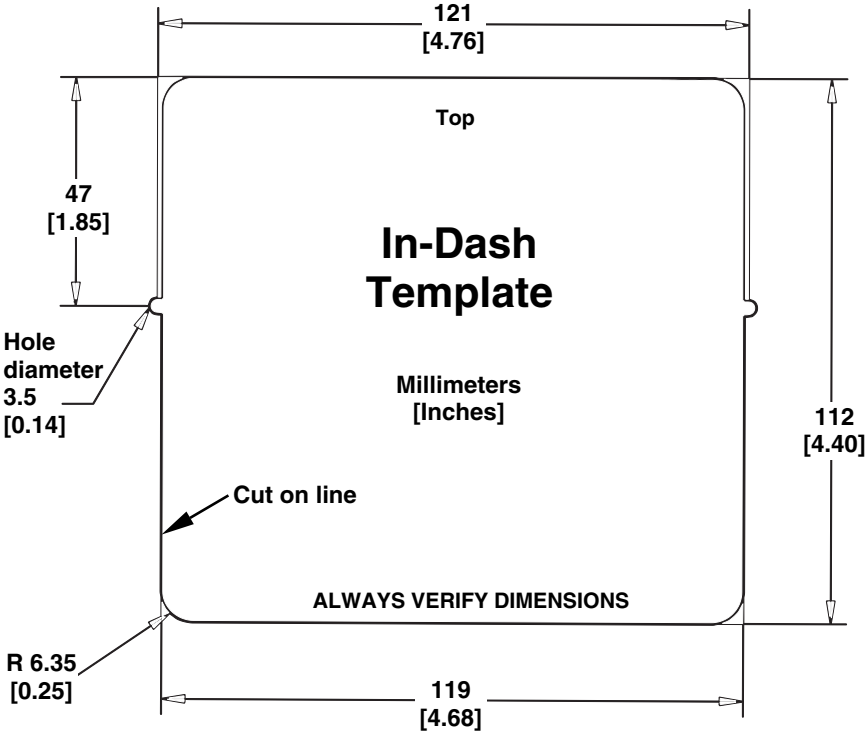 121
[4.76]
Top
47
[1.85]
In-Dash
Template
Hole
diameter
3.5
[0.14]
Millimeters
[Inches]
112
[4.40]
Cut on line
ALWAYS VERIFY DIMENSIONS
R 6.35
[0.25]
119
[4.68]